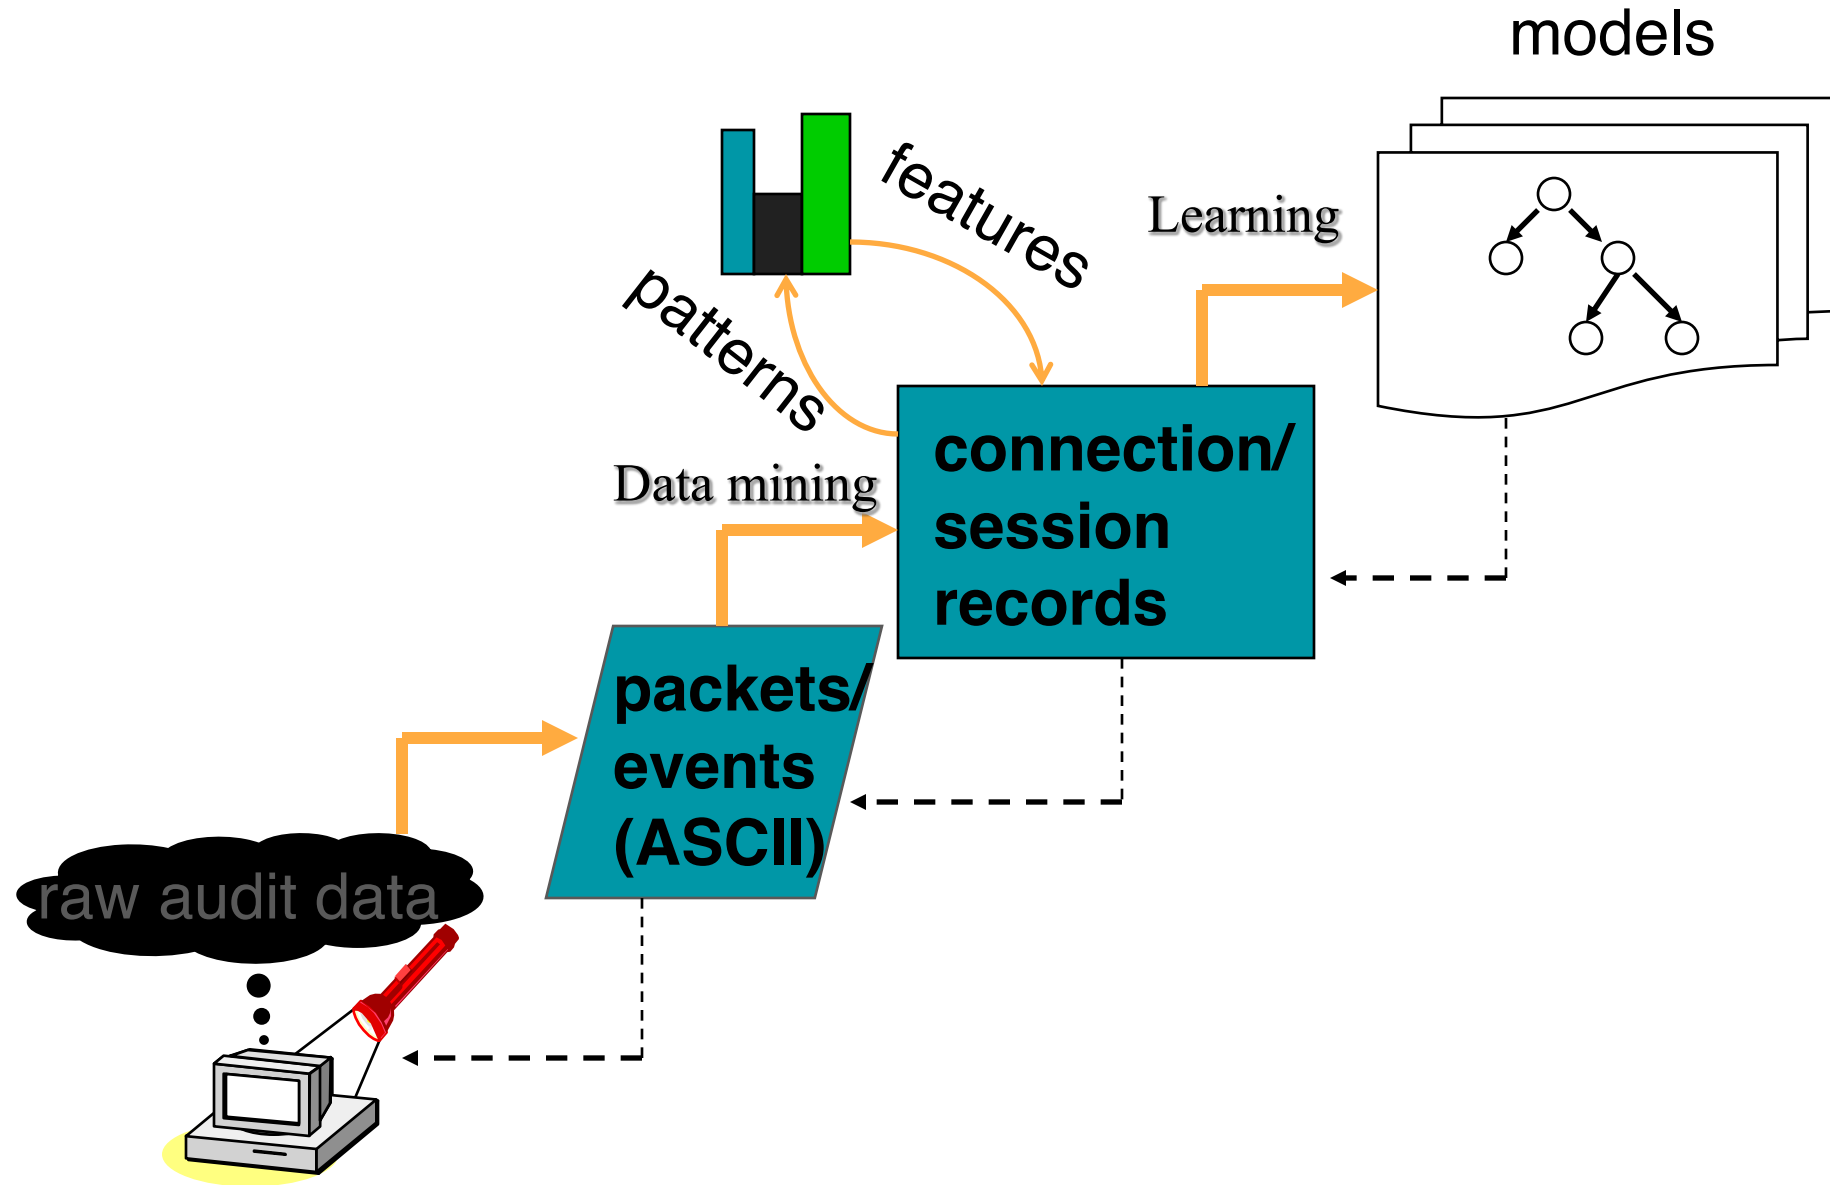 models
features
Learning
patterns
Data mining
connection/
session
records
packets/
events
(ASCII)
raw audit data